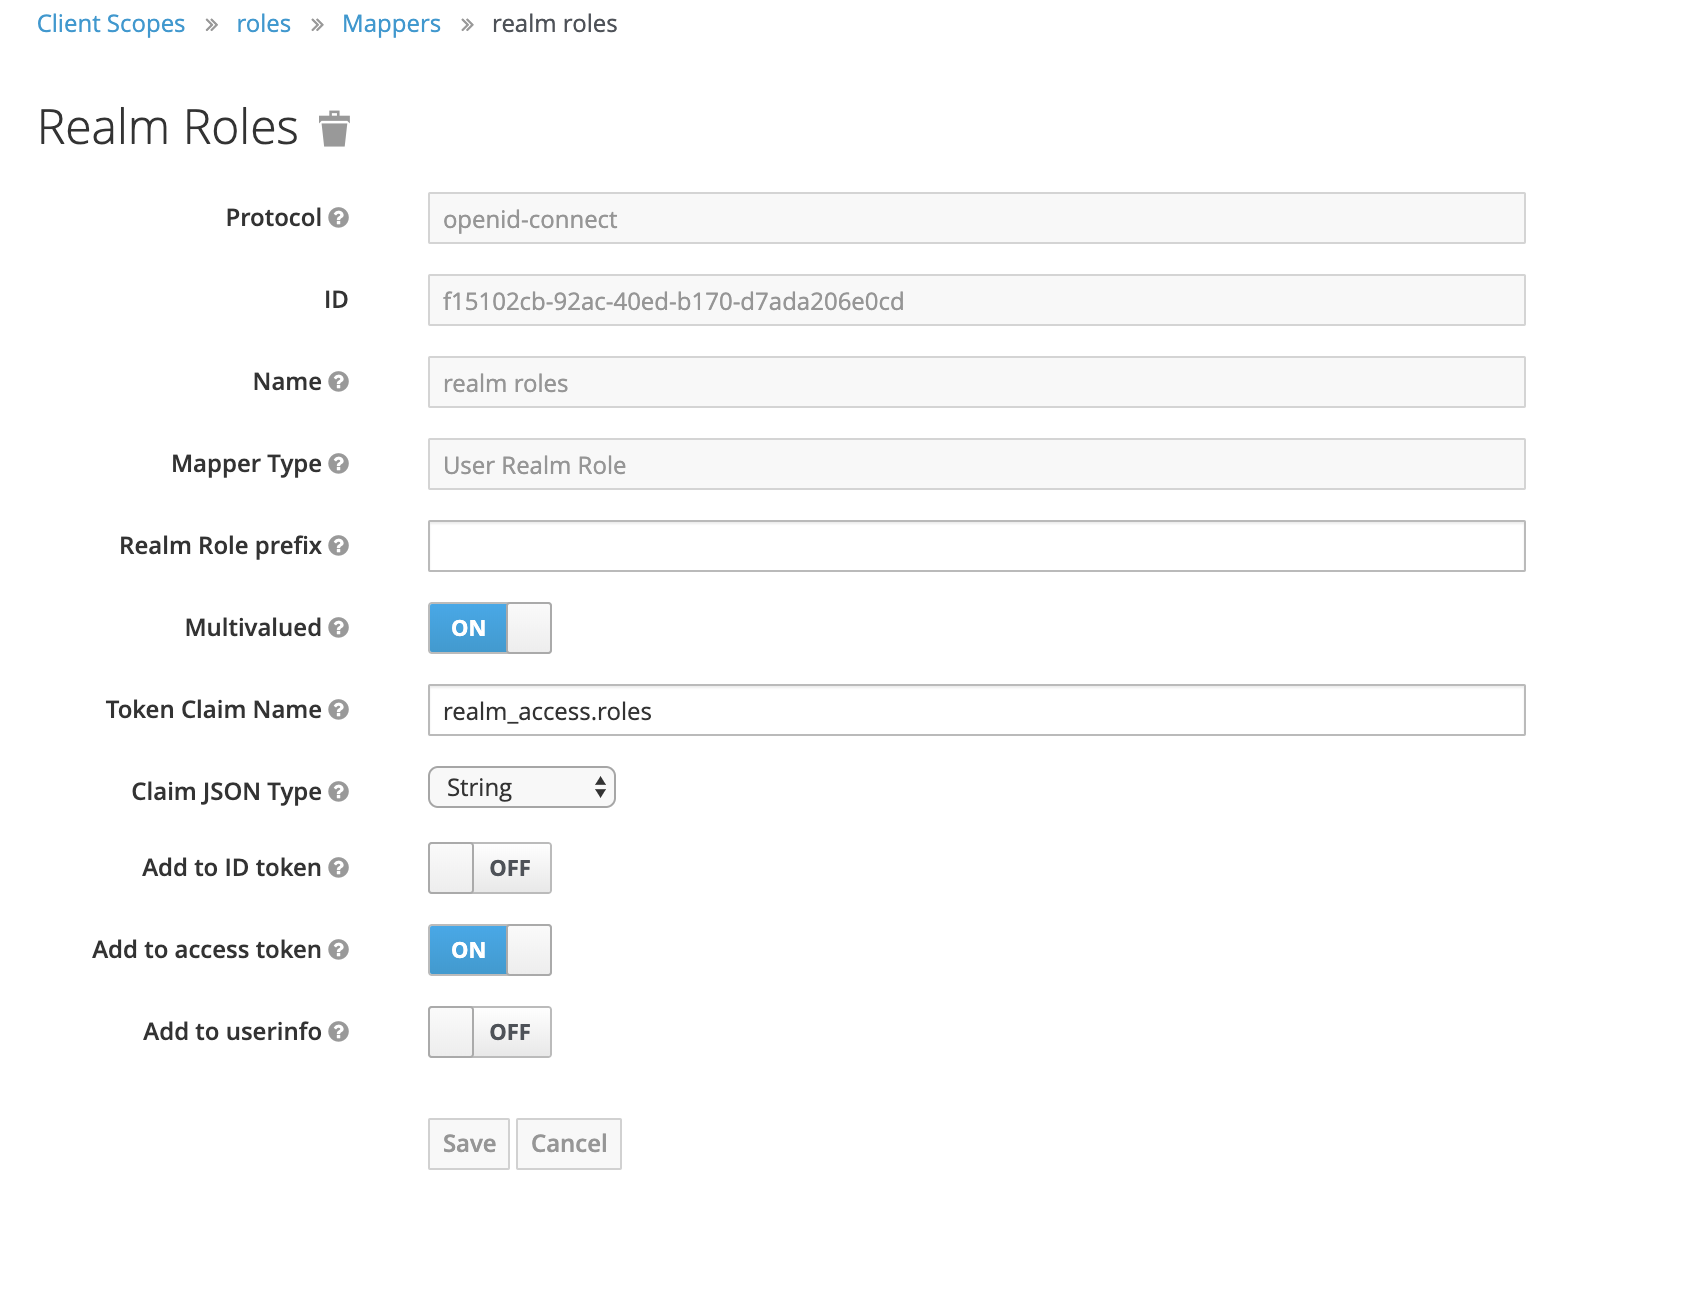 Client Scopes » roles » Mappers » realm roles
Realm Roles
Protocol ? openid-connect
ID f15102cb-92ac-40ed-b170-d7ada206e0cd
Name ? realm roles
Mapper Type ? User Realm Role
Realm Role prefix ?
Multivalued ? ON
Token Claim Name ? realm_access.roles
Claim JSON Type ? String
Add to ID token ? OFF
Add to access token ? ON
Add to userinfo ? OFF
Save Cancel